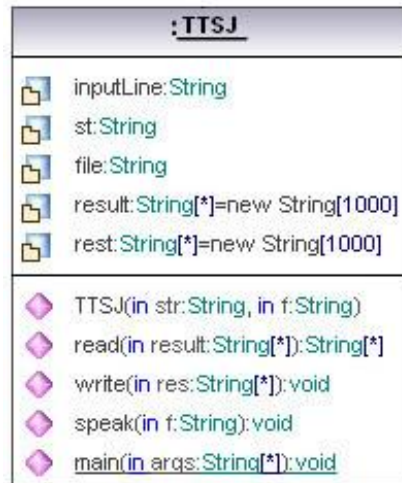 :TTSJ
inputLine:String
st:String
file:String
result:String[*]=new String[1000]
rest:String[*]=new String[1000]
TTSJ(in str:String, in f:String)
read(in result:String[*]):String[*]
write(in res:String[*]):void
speak(in f:String):void
main(in args:String[*]):void